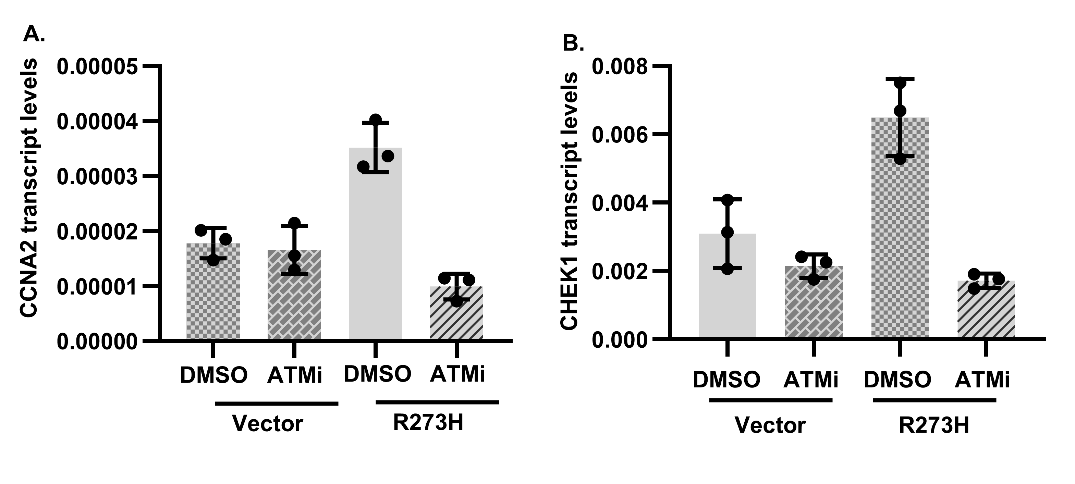 A.
CCNA2 transcript levels
0.00005
0.00004
0.00003
0.00002
0.00001
0.00000
DMSO ATMi DMSO ATMi
Vector R273H
B.
CHEK1 transcript levels
0.008
0.006
0.004
0.002
0.000
DMSO ATMi DMSO ATMi
Vector R273H